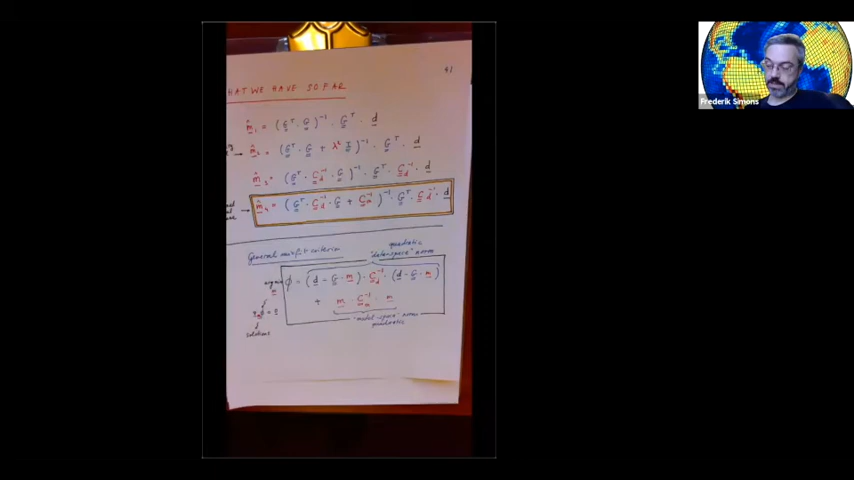 41
HAT WE HAVE SO FAR
m̂₁ = (Gᵀ · G)⁻¹ · Gᵀ · d
→ m̂₂ = (Gᵀ · G + λ² I)⁻¹ · Gᵀ · d
m̂₃ = (Gᵀ · C_d⁻¹ · G)⁻¹ · Gᵀ · C_d⁻¹ · d
→ m̂₄ = (Gᵀ · C_d⁻¹ · G + C_m⁻¹)⁻¹ · Gᵀ · C_d⁻¹ · d
General misfit criterion
quadratic
"data-space" norm
ϕ = (d - G · m) · C_d⁻¹ · (d - G · m)
+ m · C_m⁻¹ · m
"model-space" norm
quadratic
solutions
Frederik Simons